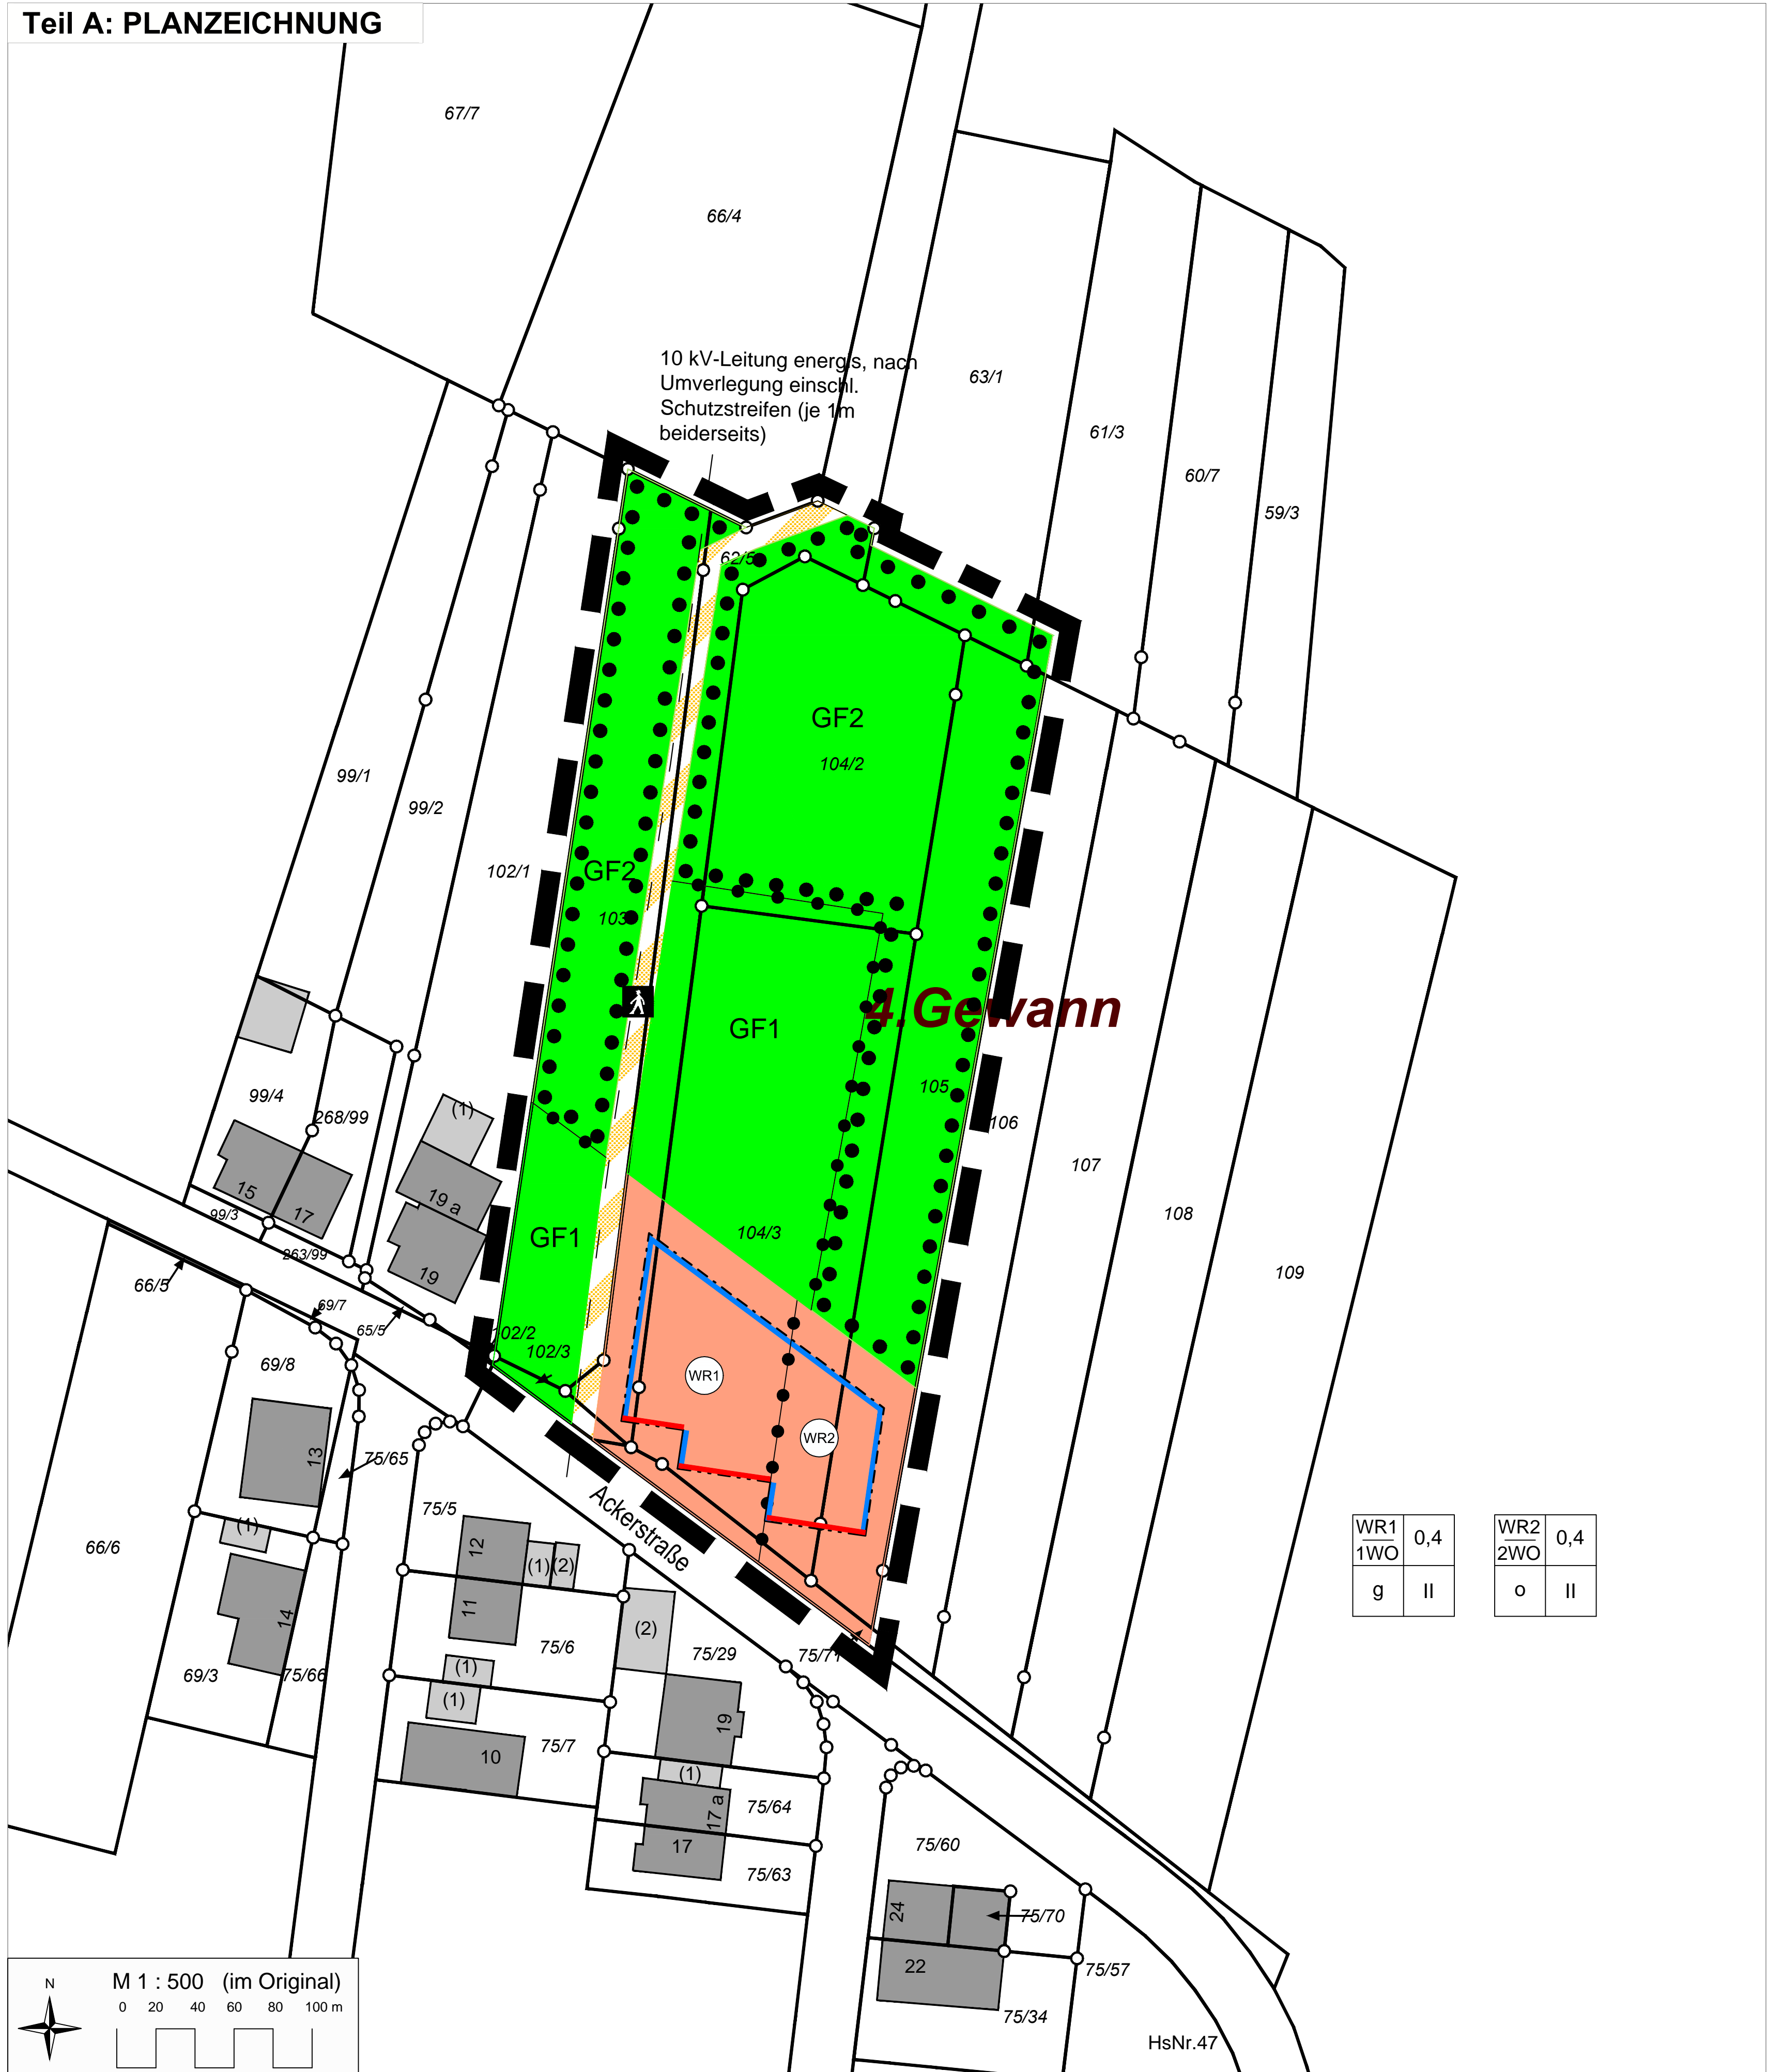 Teil A: PLANZEICHNUNG
67/7
66/4
10 kV-Leitung energis, nach
Umverlegung einschl.
Schutzstreifen (je 1m
beiderseits)
63/1
61/3
60/7
59/3
62/5
GF2
104/2
99/1
99/2
102/1
GF2
103
4.Gewann
GF1
105
106
107
108
109
99/4
268/99
(1)
15
17
19 a
19
99/3
263/99
GF1
104/3
66/5
69/7
65/5
102/2
102/3
69/8
WR1
WR2
13
75/65
75/5
Ackerstraße
12
(1)
(2)
11
(1)
66/6
14
69/3
75/66
75/6
(1)
(1)
(2)
75/29
75/71
10
75/7
19
(1)
17 a
75/64
17
75/63
75/60
24
75/70
22
75/57
75/34
HsNr.47
WR1 0,4
1WO
g II
WR2 0,4
2WO
o II
N
M 1 : 500 (im Original)
0 20 40 60 80 100 m